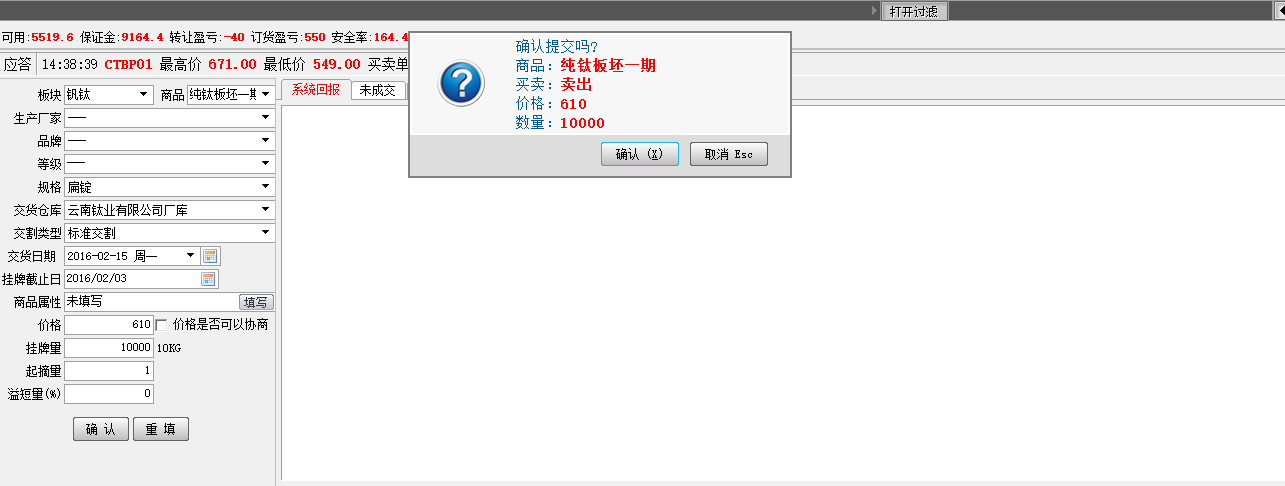 打开过滤
可用:5519.6 保证金:9164.4 转让盈亏:-40 订货盈亏:550 安全率:164.4
应答 14:38:39 CTBP01 最高价 671.00 最低价 549.00 买卖单
确认提交吗?
商品：纯钛板坯一期
买卖：卖出
价格：610
数量：10000
确认 (X) 取消 Esc
板块 钒钛 商品 纯钛板坯一期
生产厂家 ——
品牌 ——
等级 ——
规格 扁锭
交货仓库 云南钛业有限公司厂库
交割类型 标准交割
交货日期 2016-02-15 周一
挂牌截止日 2016/02/03
商品属性 未填写 填写
价格 610 价格是否可以协商
挂牌量 10000 10KG
起摘量 1
溢短量(%) 0
确 认 重 填
系统回报 未成交